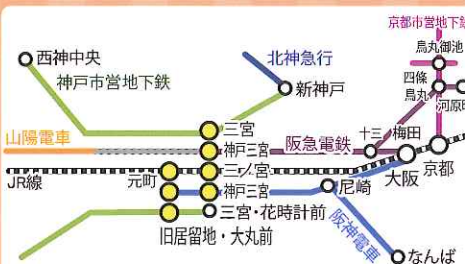 京都市営地下鉄
烏丸御池
西神中央
北神急行
神戸市営地下鉄
新神戸
四條
烏丸
河原町
三宮
十三
梅田
山陽電車
神戸三宮
阪急電鉄
JR線
元町
三ノ宮
大阪
京都
神戸三宮
尼崎
三宮・花時計前
旧居留地・大丸前
阪神電車
なんば